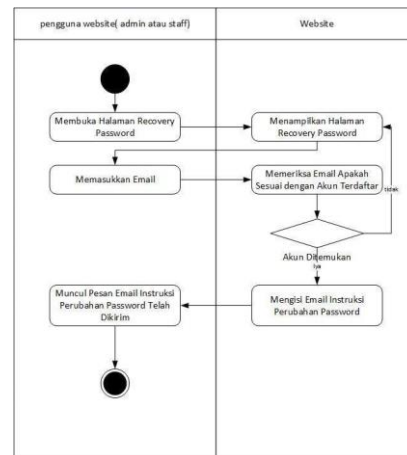 pengguna website( admin atau staff)
Website
Membuka Halaman Recovery
Password
Menampilkan Halaman
Recovery Password
Memasukkan Email
Memeriksa Email Apakah
Sesuai dengan Akun Terdaftar
tidak
Akun Ditemukan
Iya
Muncul Pesan Email Instruksi
Perubahan Password Telah
Dikirim
Mengisi Email Instruksi
Perubahan Password